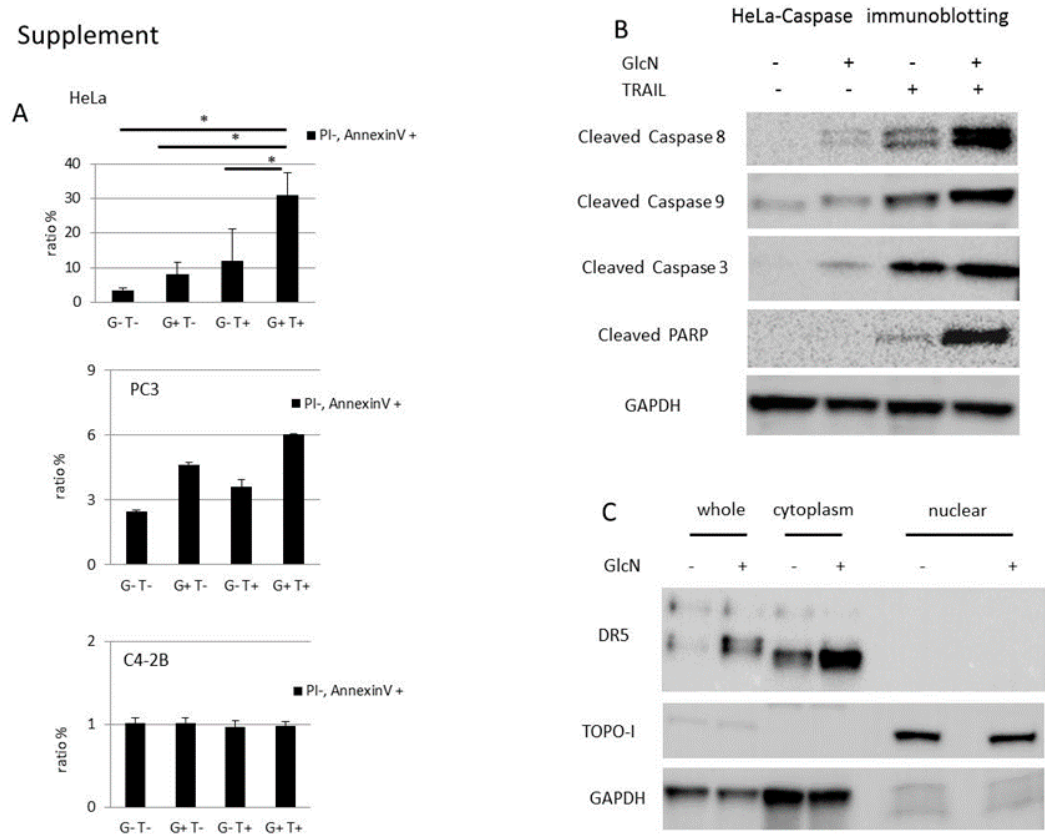 Supplement
A
HeLa
*
*
*
PI-, AnnexinV +
40
30
20
10
0
ratio %
G- T- G+ T- G- T+ G+ T+
9
6
3
0
PC3
PI-, AnnexinV +
ratio %
G- T- G+ T- G- T+ G+ T+
2
1
0
C4-2B
PI-, AnnexinV +
ratio %
G- T- G+ T- G- T+ G+ T+
B
HeLa-Caspase immunoblotting
GlcN - + - +
TRAIL - - + +
Cleaved Caspase 8
Cleaved Caspase 9
Cleaved Caspase 3
Cleaved PARP
GAPDH
C
whole cytoplasm nuclear
GlcN - + - + - +
DR5
TOPO-I
GAPDH